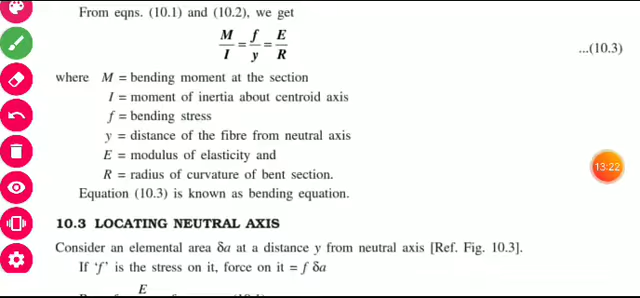 From eqns. (10.1) and (10.2), we get
M/I = f/y = E/R ...(10.3)
where M = bending moment at the section
I = moment of inertia about centroid axis
f = bending stress
y = distance of the fibre from neutral axis
E = modulus of elasticity and
R = radius of curvature of bent section.
Equation (10.3) is known as bending equation.
13:22
10.3 LOCATING NEUTRAL AXIS
Consider an elemental area δa at a distance y from neutral axis [Ref. Fig. 10.3].
If ‘f’ is the stress on it, force on it = f δa
E